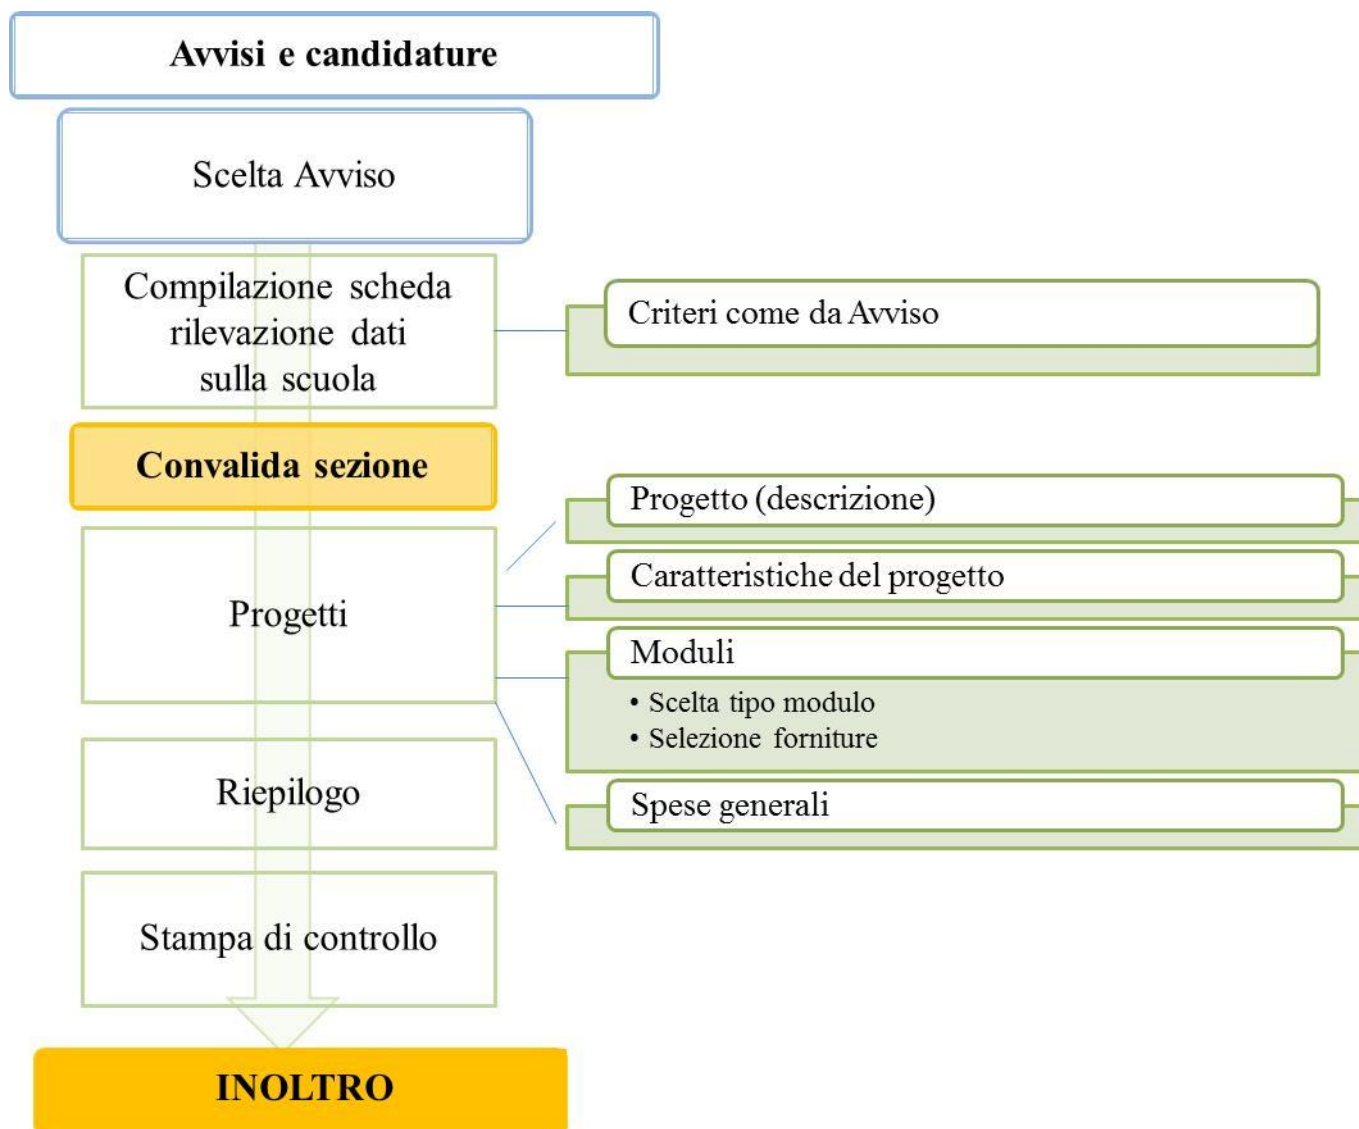 Avvisi e candidature
Scelta Avviso
Compilazione scheda
rilevazione dati
sulla scuola
Criteri come da Avviso
Convalida sezione
Progetti
Progetto (descrizione)
Caratteristiche del progetto
Moduli
• Scelta tipo modulo
• Selezione forniture
Spese generali
Riepilogo
Stampa di controllo
INOLTRO